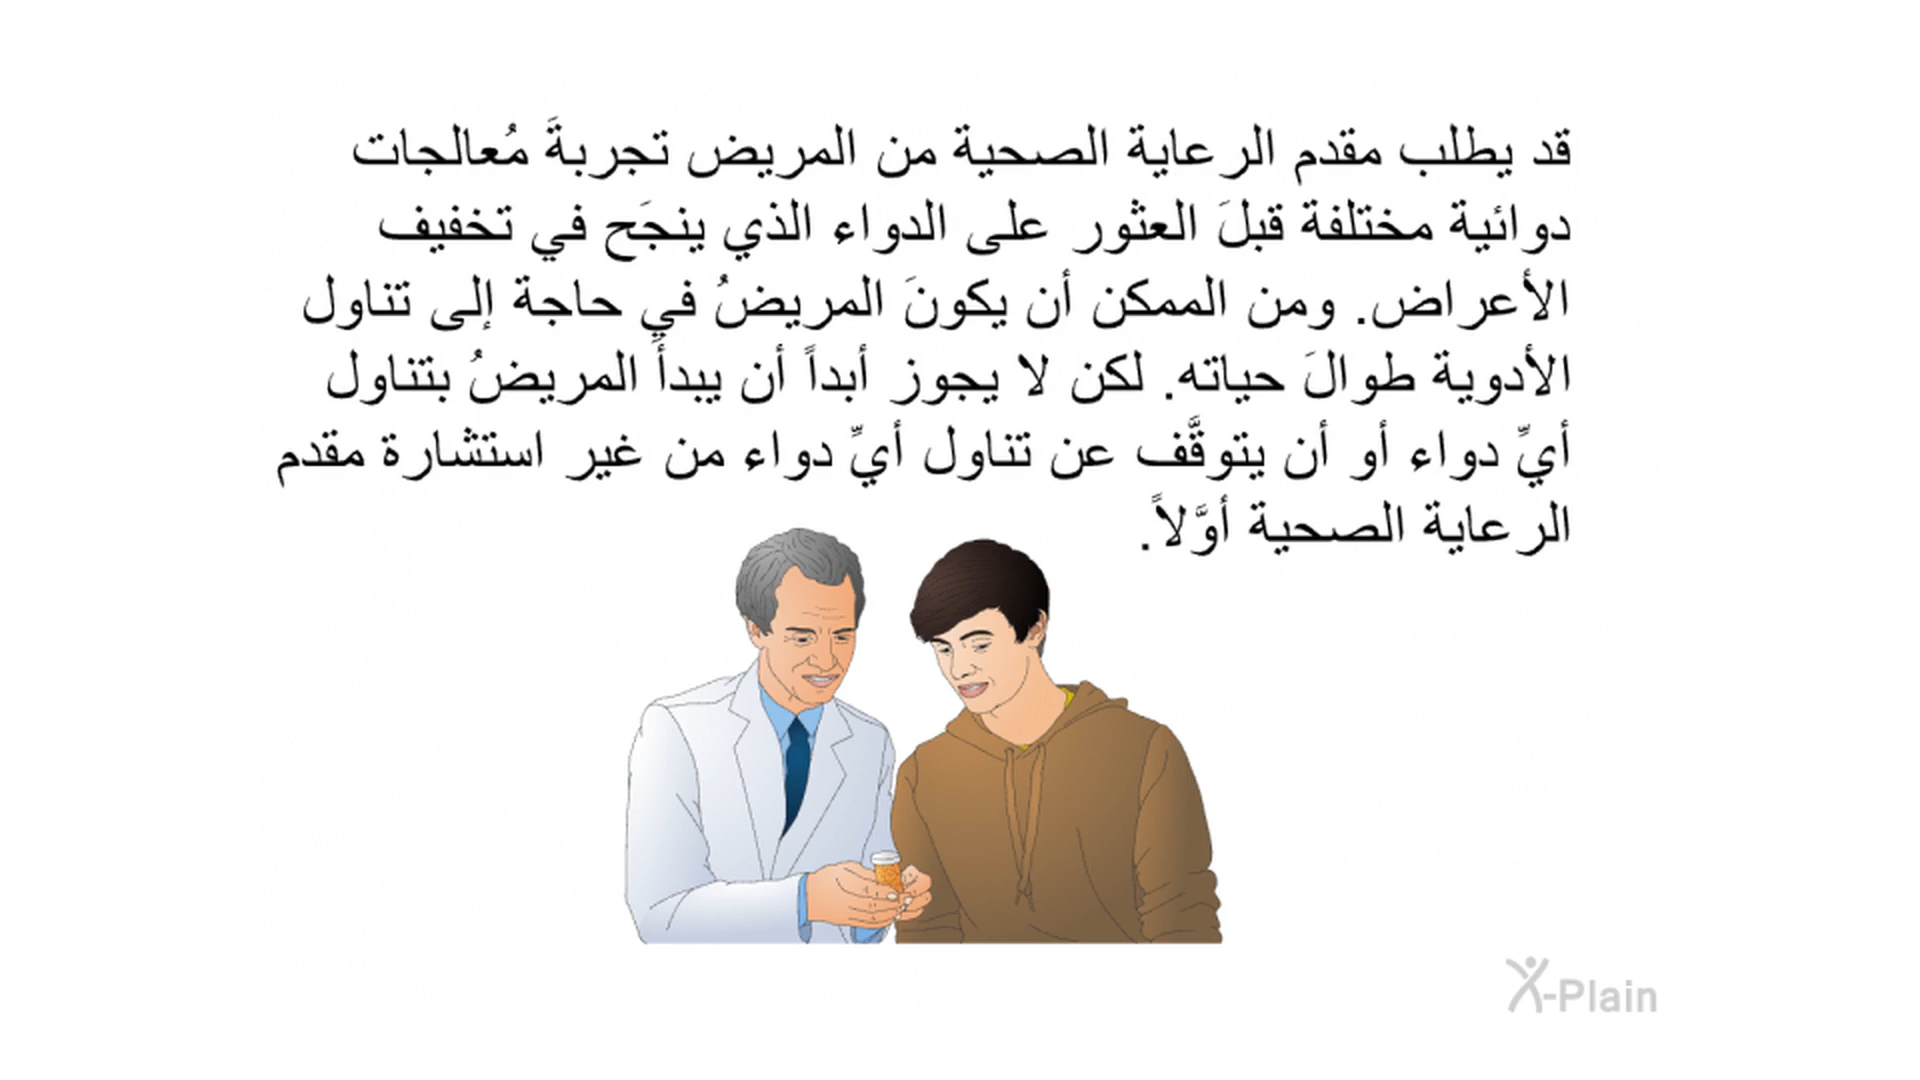 قد يطلب مقدم الرعاية الصحية من المريض تجربةَ مُعالجات
دوائية مختلفة قبلَ العثور على الدواء الذي ينجَح في تخفيف
الأعراض. ومن الممكن أن يكونَ المريضُ في حاجة إلى تناول
الأدوية طوالَ حياته. لكن لا يجوز أبداً أن يبدأَ المريضُ بتناول
أيِّ دواء أو أن يتوقَّف عن تناول أيِّ دواء من غير استشارة مقدم
الرعاية الصحية أوَّلاً.
X-Plain